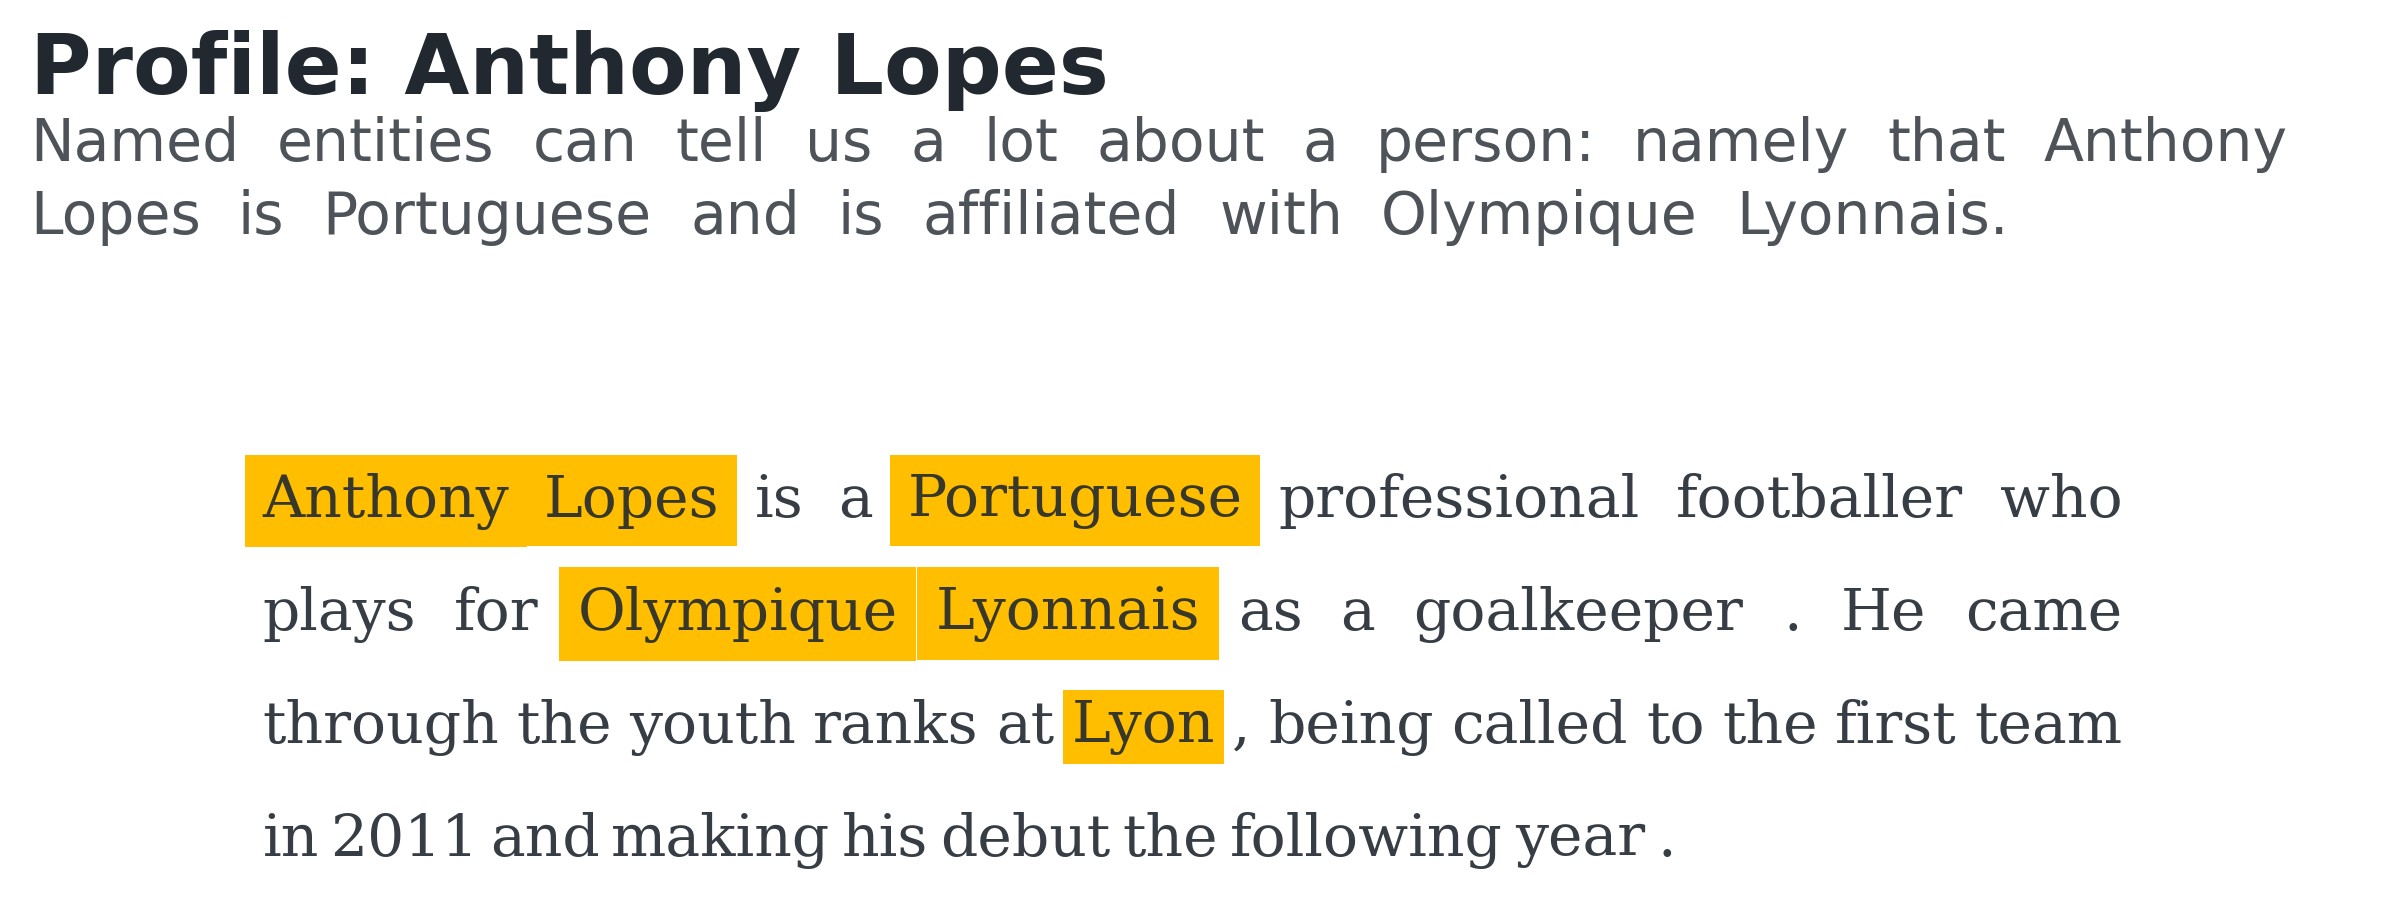 Profile: Anthony Lopes
Named entities can tell us a lot about a person: namely that Anthony
Lopes is Portuguese and is affiliated with Olympique Lyonnais.
Anthony Lopes is a Portuguese professional footballer who
plays for Olympique Lyonnais as a goalkeeper . He came
through the youth ranks at Lyon , being called to the first team
in 2011 and making his debut the following year .